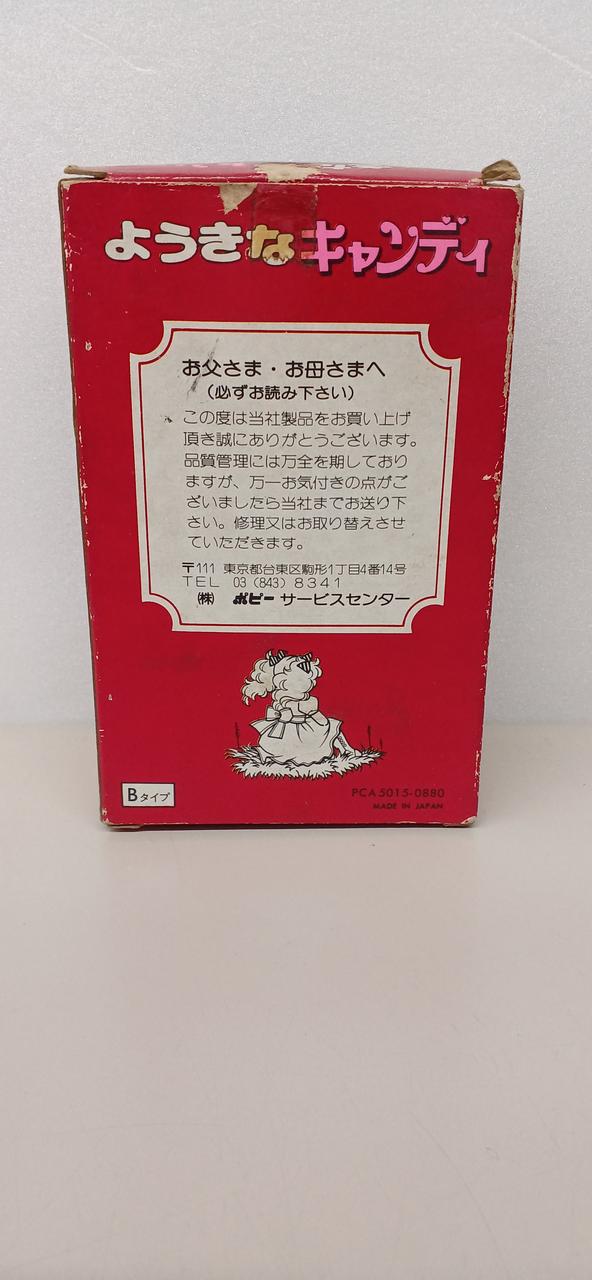 ようきなキャンディ
お父さま・お母さまへ
（必ずお読み下さい）
この度は当社製品をお買い上げ
頂き誠にありがとうございます。
品質管理には万全を期しており
ますが、万一お気付きの点がご
ざいましたら当社までお送り下
さい。修理又はお取り替えさせ
ていただきます。
〒111 東京都台東区駒形1丁目4番14号
TEL 03（843）8341
㈱ ポピーサービスセンター
Bタイプ
PCA5015-0880
MADE IN JAPAN